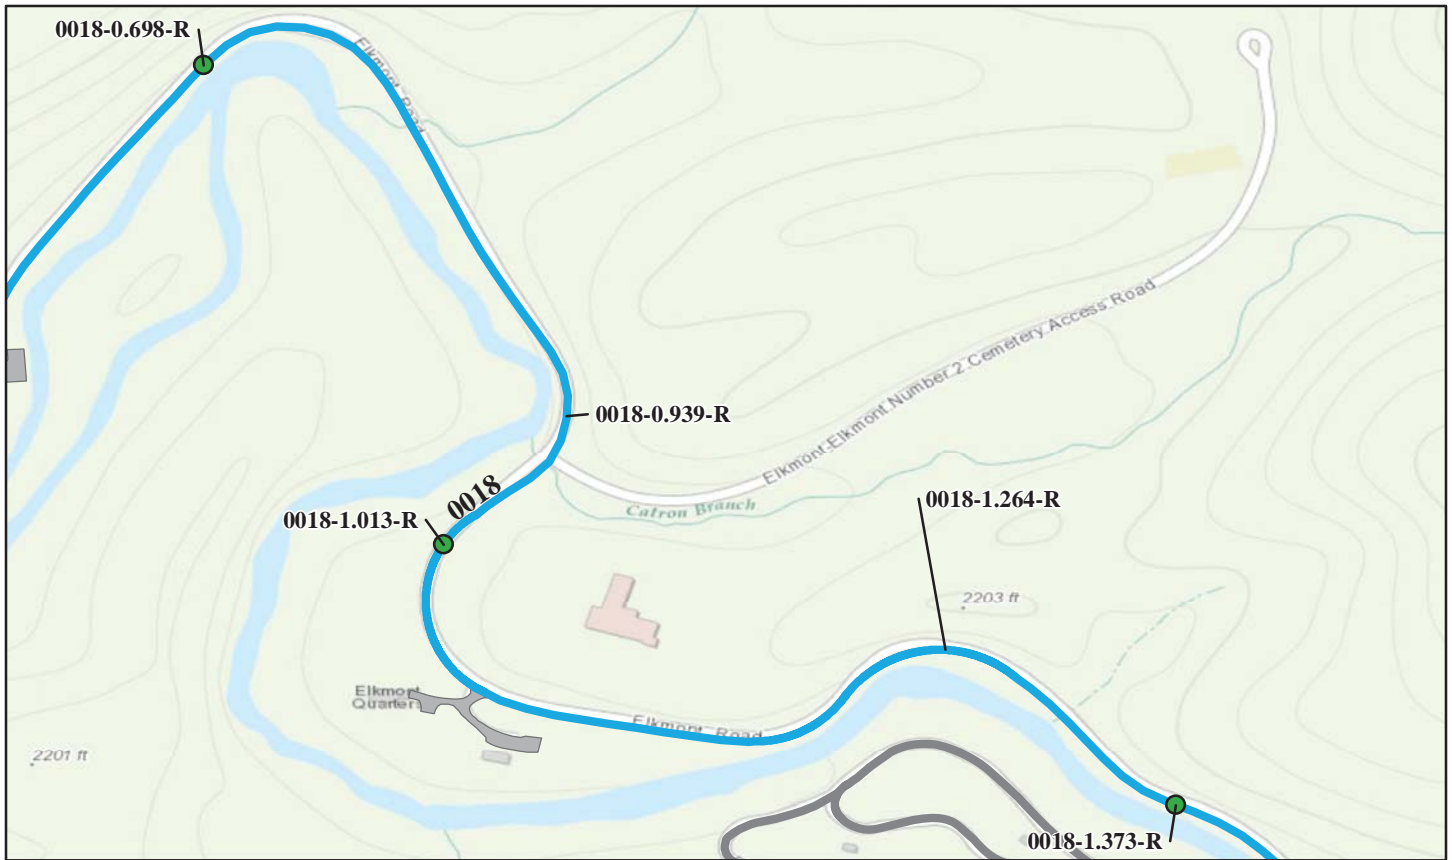 0018-0.698-R
Elkmont Road
0018-0.939-R
Elkmont-Elkmont Number 2 Cemetery Access Road
0018
0018-1.013-R
Catron Branch
0018-1.264-R
2203 ft
Elkmont
Quarters
Elkmont Road
2201 ft
0018-1.373-R